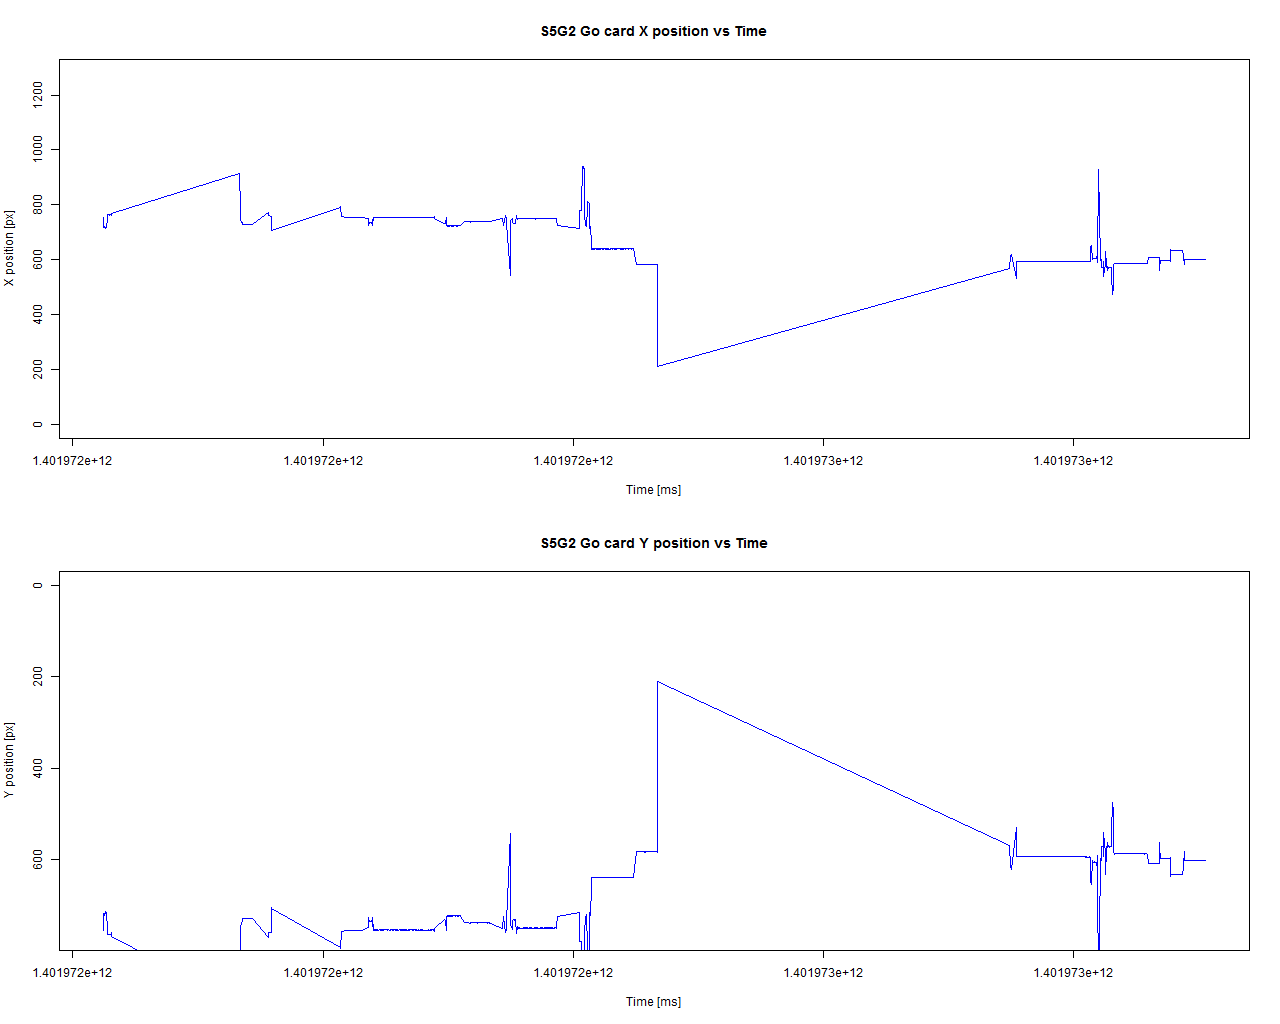 S5G2 Go card X position vs Time
X position [px]
1200
1000
800
600
400
200
0
1.401972e+12 1.401972e+12 1.401972e+12 1.401973e+12 1.401973e+12
Time [ms]
S5G2 Go card Y position vs Time
Y position [px]
0
200
400
600
1.401972e+12 1.401972e+12 1.401972e+12 1.401973e+12 1.401973e+12
Time [ms]